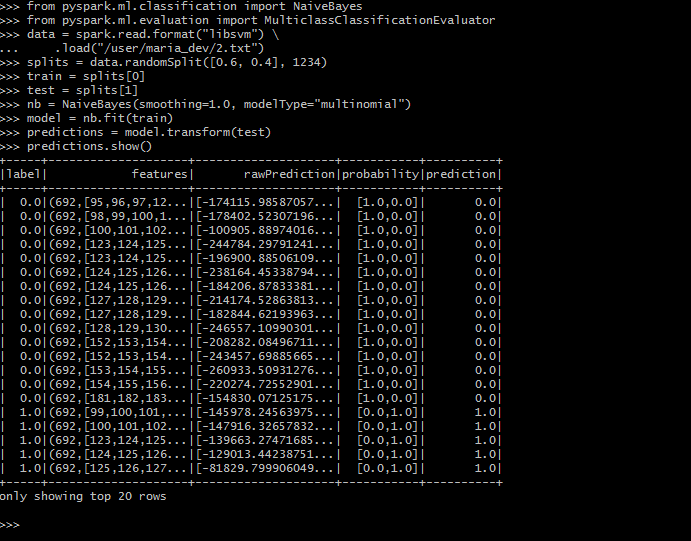 >>> from pyspark.ml.classification import NaiveBayes
>>> from pyspark.ml.evaluation import MulticlassClassificationEvaluator
>>> data = spark.read.format("libsvm") \
...     .load("/user/maria_dev/2.txt")
>>> splits = data.randomSplit([0.6, 0.4], 1234)
>>> train = splits[0]
>>> test = splits[1]
>>> nb = NaiveBayes(smoothing=1.0, modelType="multinomial")
>>> model = nb.fit(train)
>>> predictions = model.transform(test)
>>> predictions.show()
+-----+--------------------+--------------------+-----------+----------+
|label|            features|       rawPrediction|probability|prediction|
+-----+--------------------+--------------------+-----------+----------+
|  0.0|(692,[95,96,97,12...|[-174115.98587057...|  [1.0,0.0]|       0.0|
|  0.0|(692,[98,99,100,1...|[-178402.52307196...|  [1.0,0.0]|       0.0|
|  0.0|(692,[100,101,102...|[-100905.88974016...|  [1.0,0.0]|       0.0|
|  0.0|(692,[123,124,125...|[-244784.29791241...|  [1.0,0.0]|       0.0|
|  0.0|(692,[123,124,125...|[-196900.88506109...|  [1.0,0.0]|       0.0|
|  0.0|(692,[124,125,126...|[-238164.45338794...|  [1.0,0.0]|       0.0|
|  0.0|(692,[124,125,126...|[-184206.87833381...|  [1.0,0.0]|       0.0|
|  0.0|(692,[127,128,129...|[-214174.52863813...|  [1.0,0.0]|       0.0|
|  0.0|(692,[127,128,129...|[-182844.62193963...|  [1.0,0.0]|       0.0|
|  0.0|(692,[128,129,130...|[-246557.10990301...|  [1.0,0.0]|       0.0|
|  0.0|(692,[152,153,154...|[-208282.08496711...|  [1.0,0.0]|       0.0|
|  0.0|(692,[152,153,154...|[-243457.69885665...|  [1.0,0.0]|       0.0|
|  0.0|(692,[153,154,155...|[-260933.50931276...|  [1.0,0.0]|       0.0|
|  0.0|(692,[154,155,156...|[-220274.72552901...|  [1.0,0.0]|       0.0|
|  0.0|(692,[181,182,183...|[-154830.07125175...|  [1.0,0.0]|       0.0|
|  1.0|(692,[99,100,101,...|[-145978.24563975...|  [0.0,1.0]|       1.0|
|  1.0|(692,[100,101,102...|[-147916.32657832...|  [0.0,1.0]|       1.0|
|  1.0|(692,[123,124,125...|[-139663.27471685...|  [0.0,1.0]|       1.0|
|  1.0|(692,[124,125,126...|[-129013.44238751...|  [0.0,1.0]|       1.0|
|  1.0|(692,[125,126,127...|[-81829.799906049...|  [0.0,1.0]|       1.0|
+-----+--------------------+--------------------+-----------+----------+
only showing top 20 rows
>>>